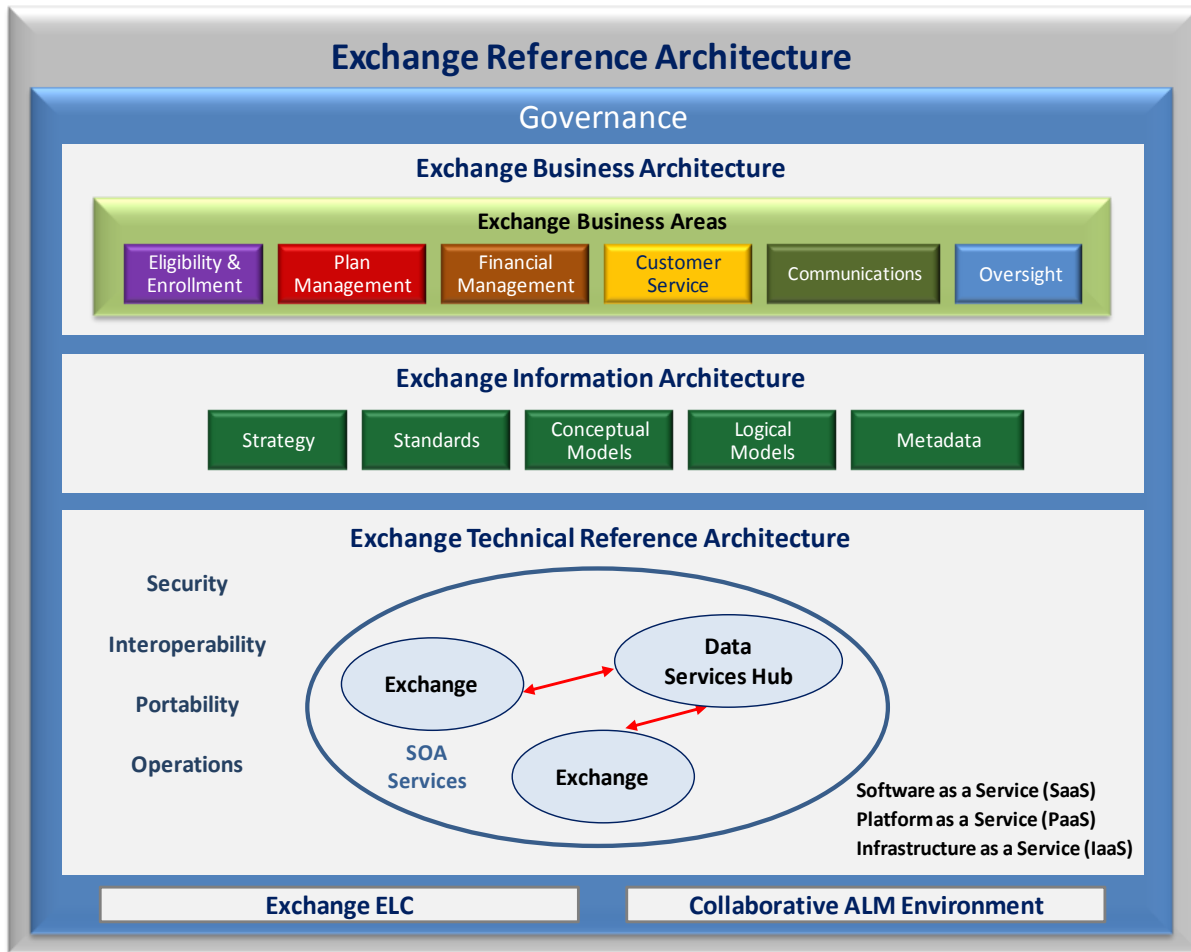 Exchange Reference Architecture
Governance
Exchange Business Architecture
Exchange Business Areas
Eligibility &
Enrollment
Plan
Management
Financial
Management
Customer
Service
Communications
Oversight
Exchange Information Architecture
Strategy
Standards
Conceptual
Models
Logical
Models
Metadata
Exchange Technical Reference Architecture
Security
Interoperability
Portability
Operations
Exchange
Data
Services Hub
SOA
Services
Exchange
Software as a Service (SaaS)
Platform as a Service (PaaS)
Infrastructure as a Service (IaaS)
Exchange ELC
Collaborative ALM Environment